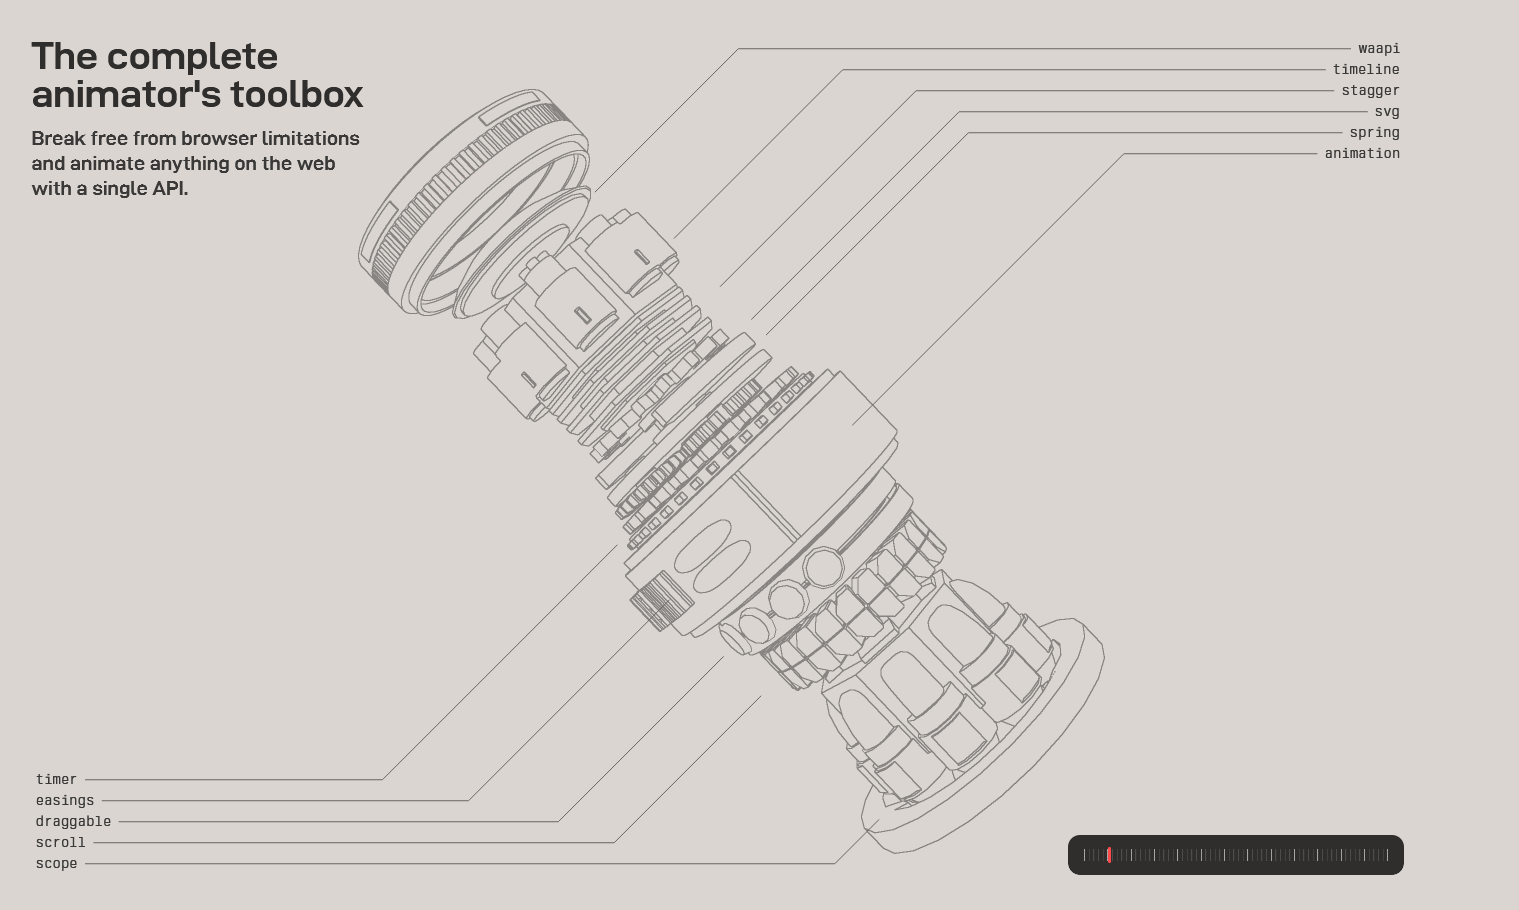 The complete
animator's toolbox
Break free from browser limitations
and animate anything on the web
with a single API.
waapi
timeline
stagger
svg
spring
animation
timer
easings
draggable
scroll
scope